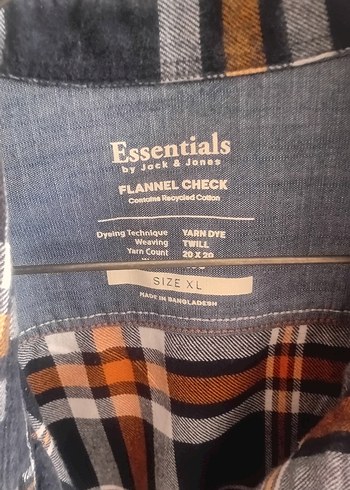 Essentials
by Jack & Jones
FLANNEL CHECK
Contains Recycled Cotton
Dyeing Technique YARN DYE
Weaving TWILL
Yarn Count 20 X 20
SIZE XL
MADE IN BANGLADESH